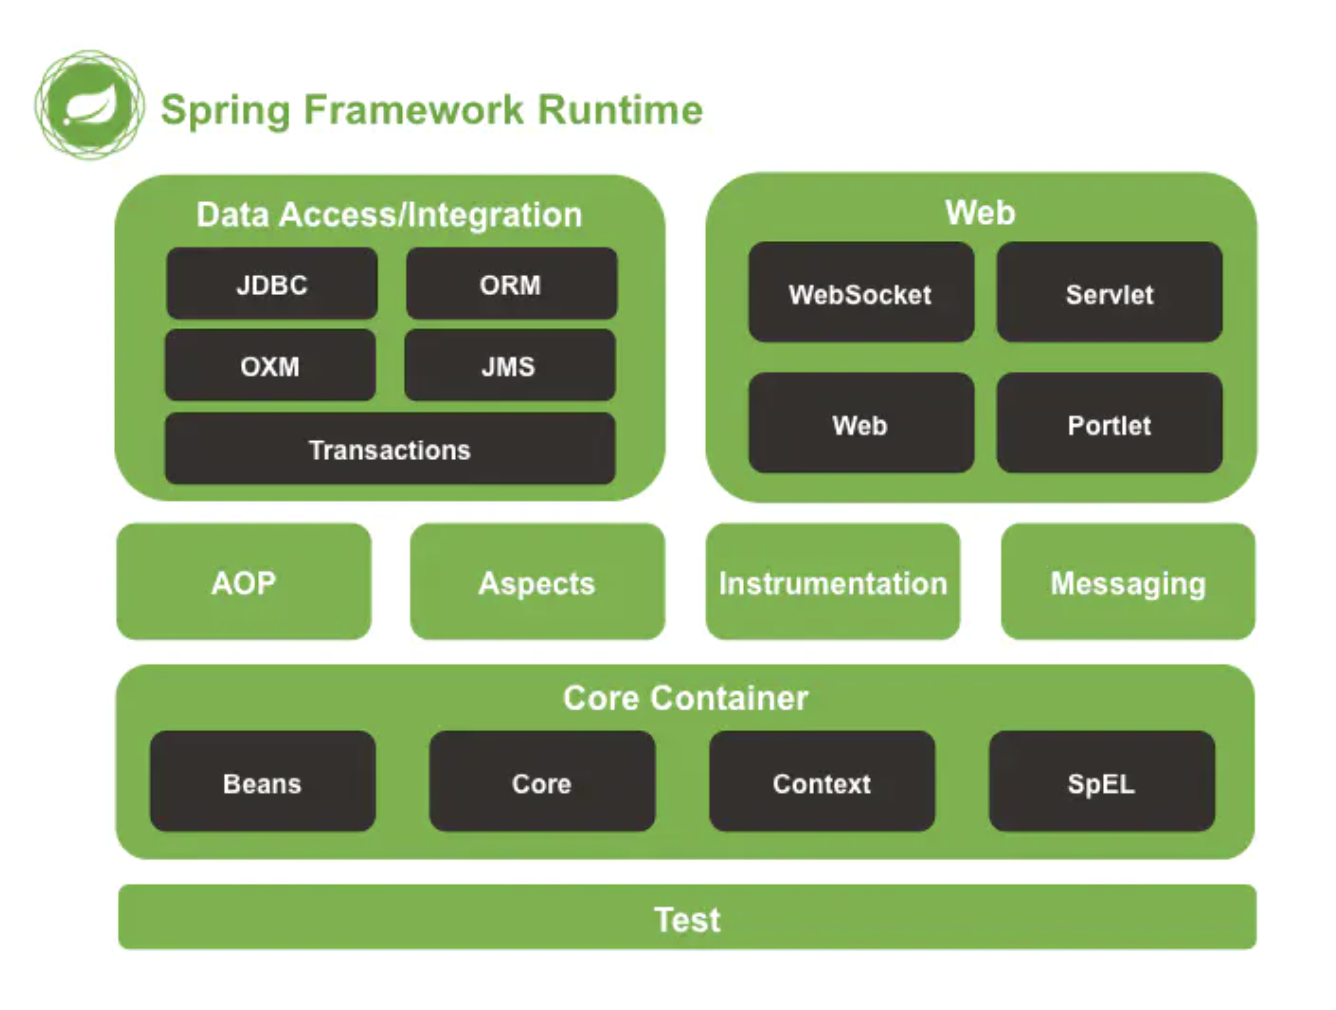 Spring Framework Runtime
Data Access/Integration
JDBC
ORM
OXM
JMS
Transactions
Web
WebSocket
Servlet
Web
Portlet
AOP
Aspects
Instrumentation
Messaging
Core Container
Beans
Core
Context
SpEL
Test